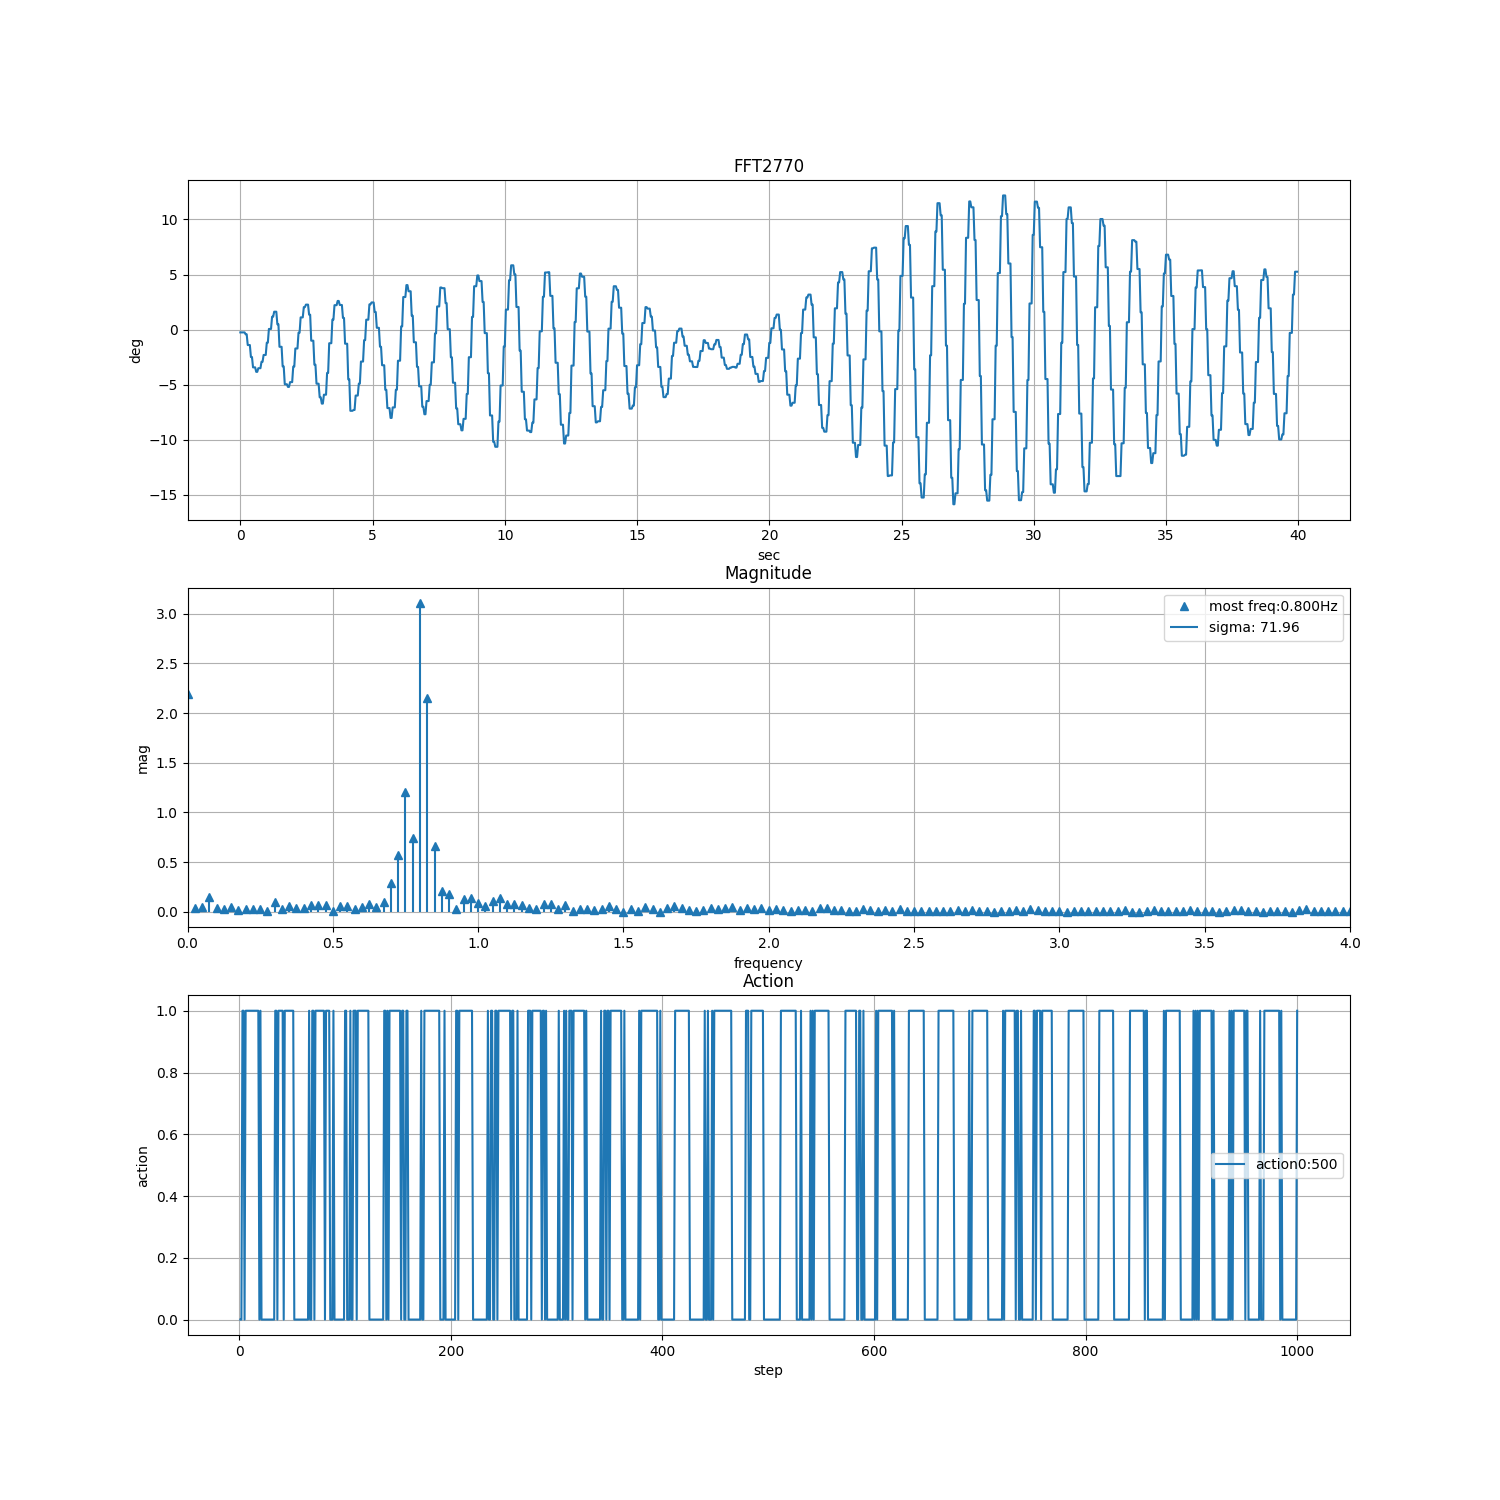 FFT2770
10
5
0
−5
−10
−15
deg
0 5 10 15 20 25 30 35 40
sec
Magnitude
3.0
2.5
2.0
1.5
1.0
0.5
0.0
mag
most freq:0.800Hz
sigma: 71.96
0.0 0.5 1.0 1.5 2.0 2.5 3.0 3.5 4.0
frequency
Action
1.0
0.8
0.6
0.4
0.2
0.0
action
action0:500
0 200 400 600 800 1000
step